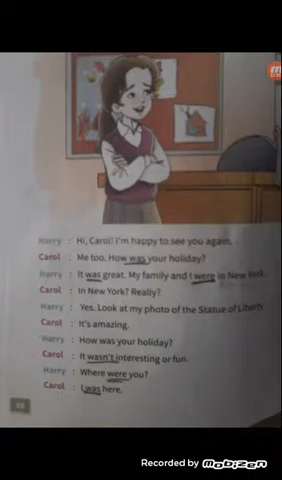 Harry : Hi, Carol! I'm happy to see you again.
Carol : Me too. How was your holiday?
Harry : It was great. My family and I were in New York.
Carol : In New York? Really?
Harry : Yes. Look at my photo of the Statue of Liberty
Carol : It's amazing.
Harry : How was your holiday?
Carol : It wasn't interesting or fun.
Harry : Where were you?
Carol : I was here.
Recorded by mobizen